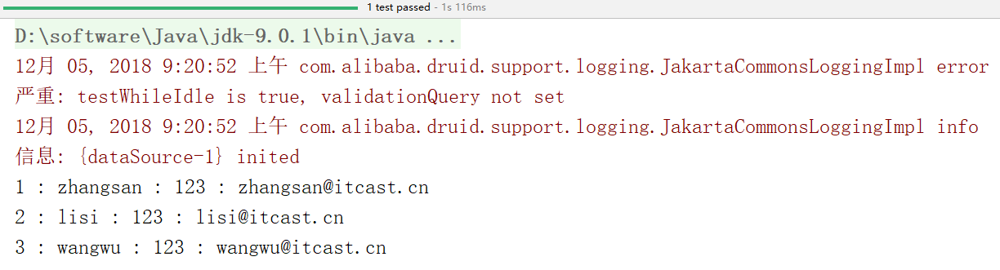 1 test passed - 1s 116ms
D:\software\Java\jdk-9.0.1\bin\java ...
12月 05, 2018 9:20:52 上午 com.alibaba.druid.support.logging.JakartaCommonsLoggingImpl error
严重: testWhileIdle is true, validationQuery not set
12月 05, 2018 9:20:52 上午 com.alibaba.druid.support.logging.JakartaCommonsLoggingImpl info
信息: {dataSource-1} inited
1 : zhangsan : 123 : zhangsan@itcast.cn
2 : lisi : 123 : lisi@itcast.cn
3 : wangwu : 123 : wangwu@itcast.cn